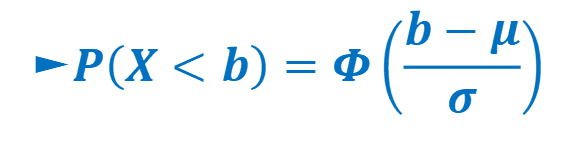 ►P(X < b) = Φ((b − μ)/σ)